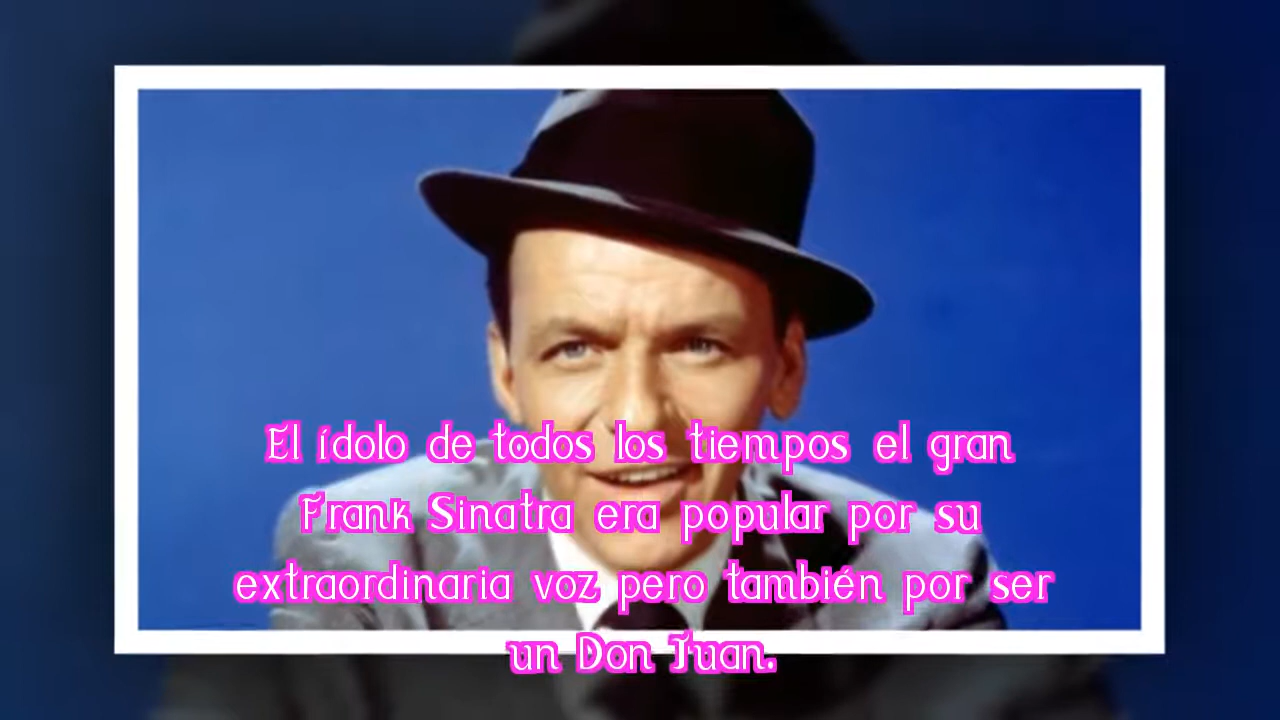 El ídolo de todos los tiempos el gran
Frank Sinatra era popular por su
extraordinaria voz pero también por ser
un Don Juan.